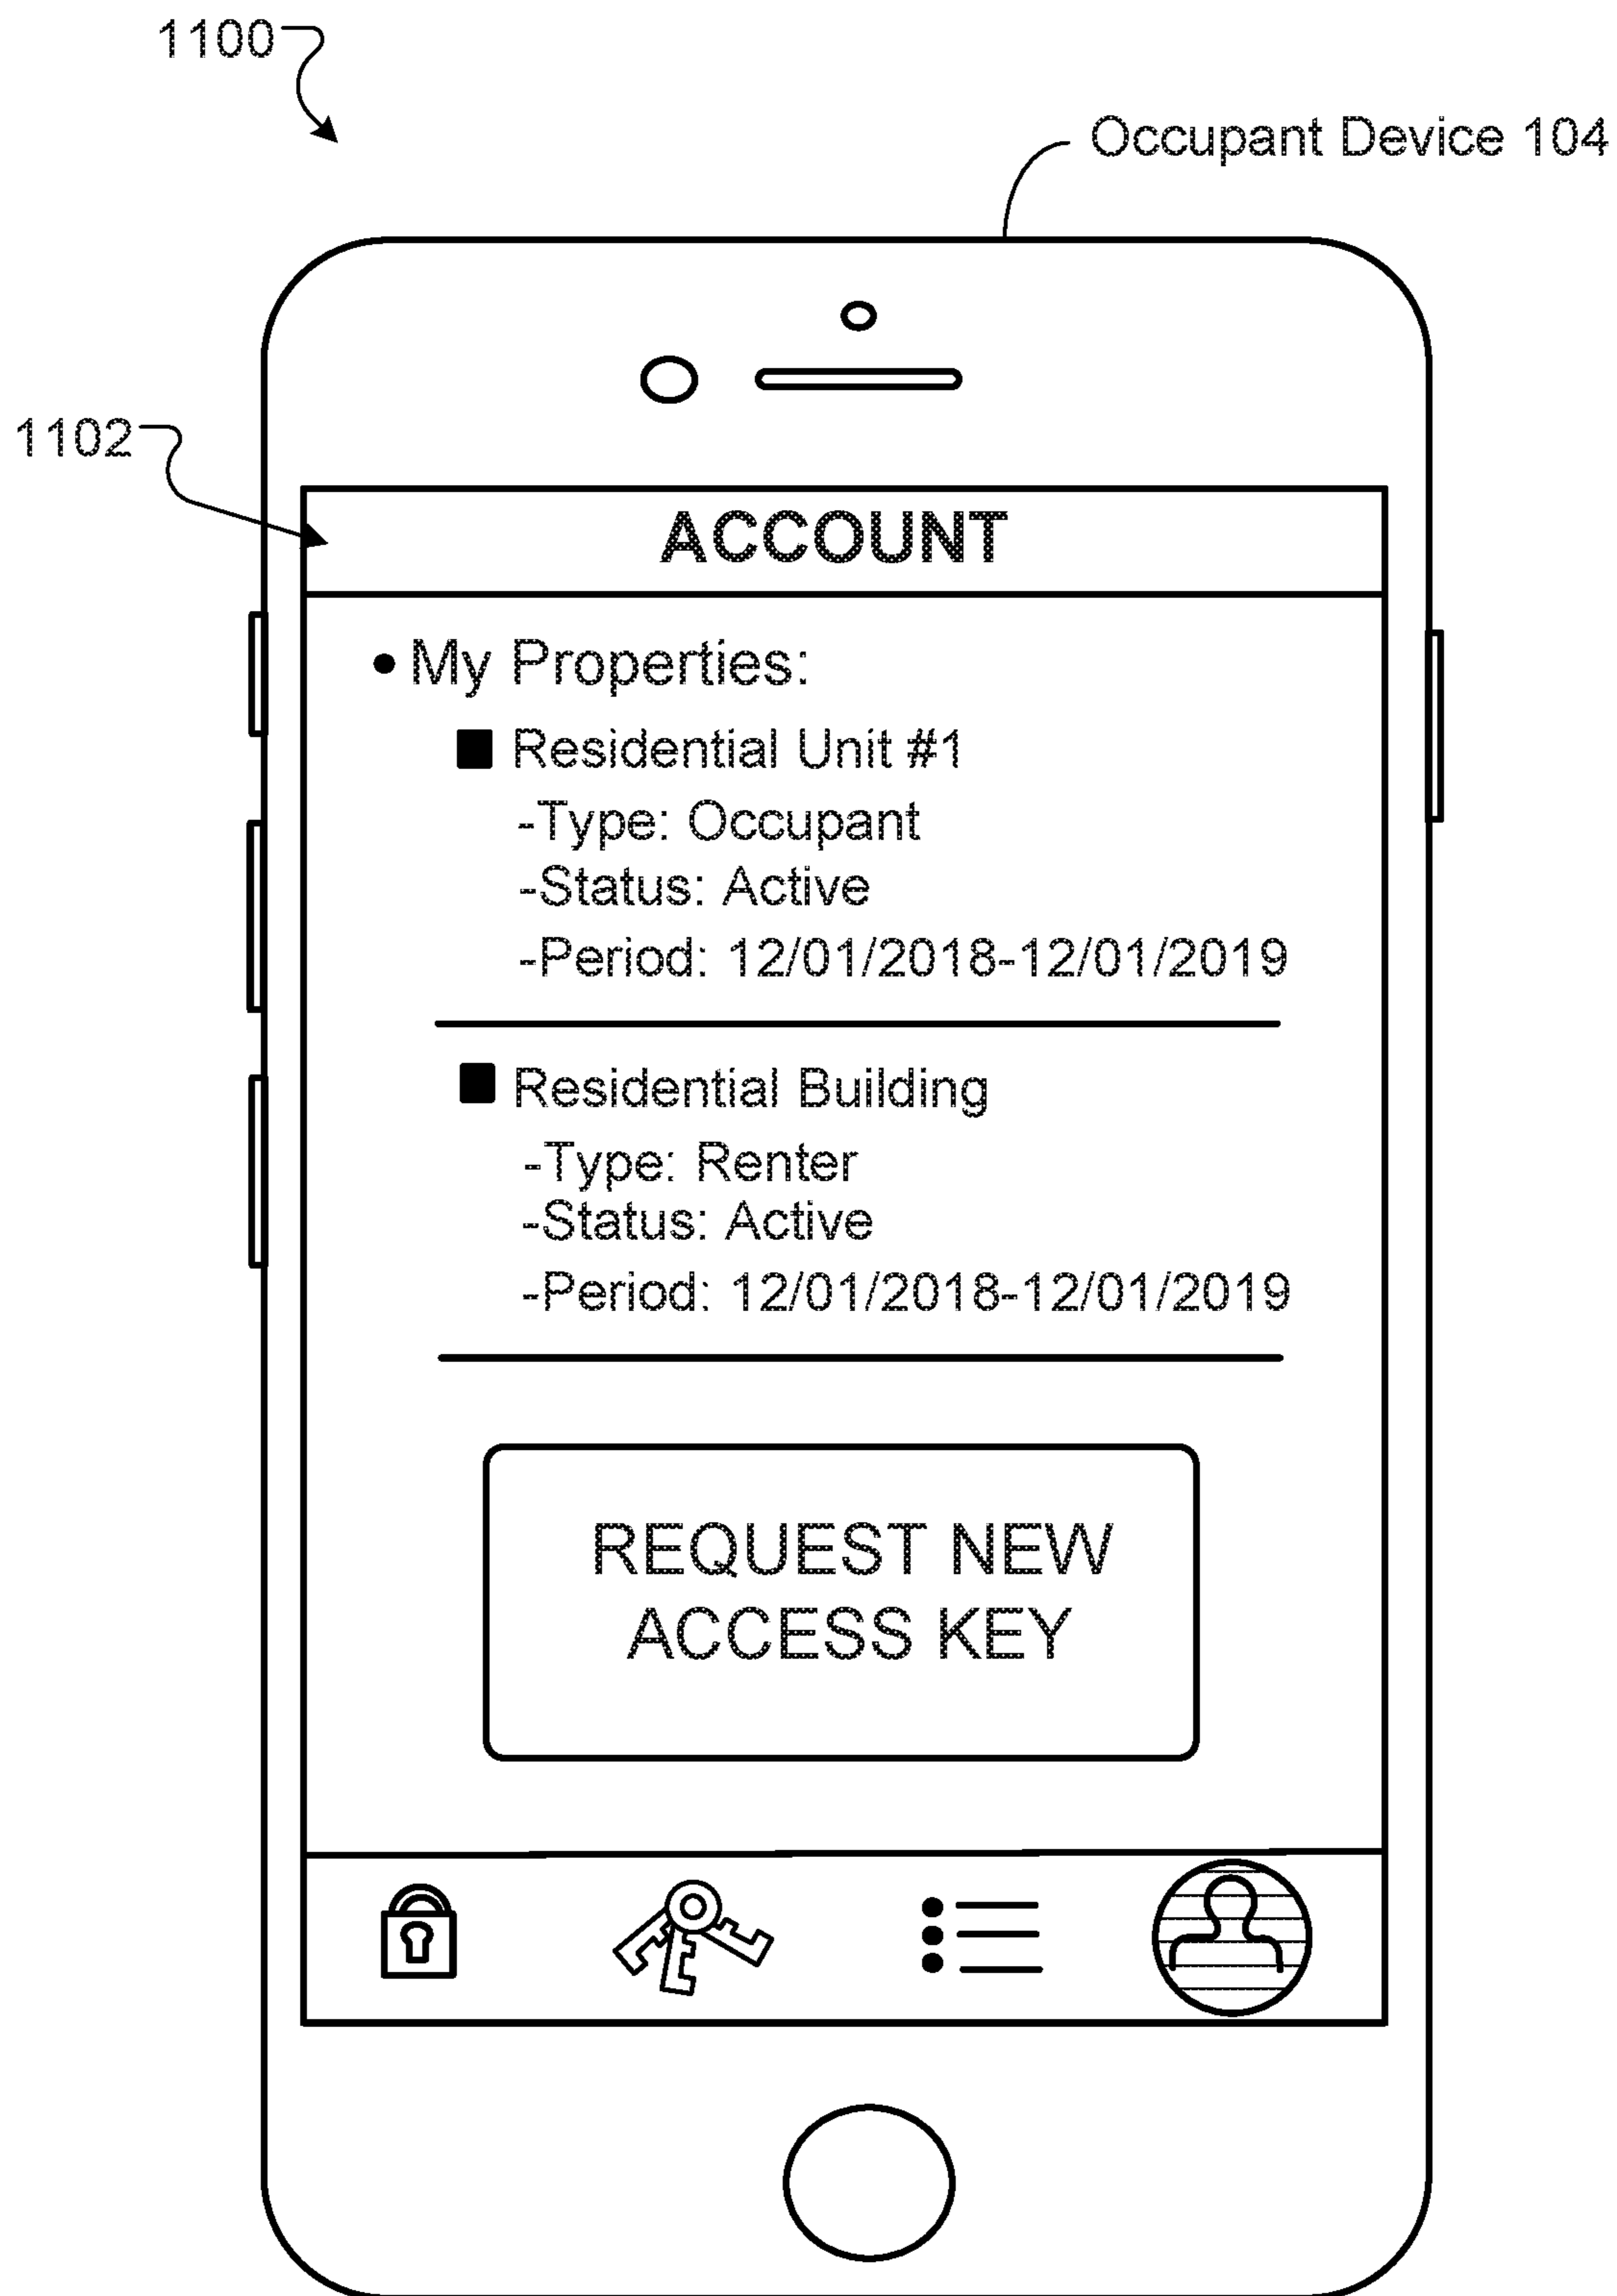 1100
Occupant Device 104
1102
ACCOUNT
• My Properties:
■ Residential Unit #1
-Type: Occupant
-Status: Active
-Period: 12/01/2018-12/01/2019
■ Residential Building
-Type: Renter
-Status: Active
-Period: 12/01/2018-12/01/2019
REQUEST NEW
ACCESS KEY